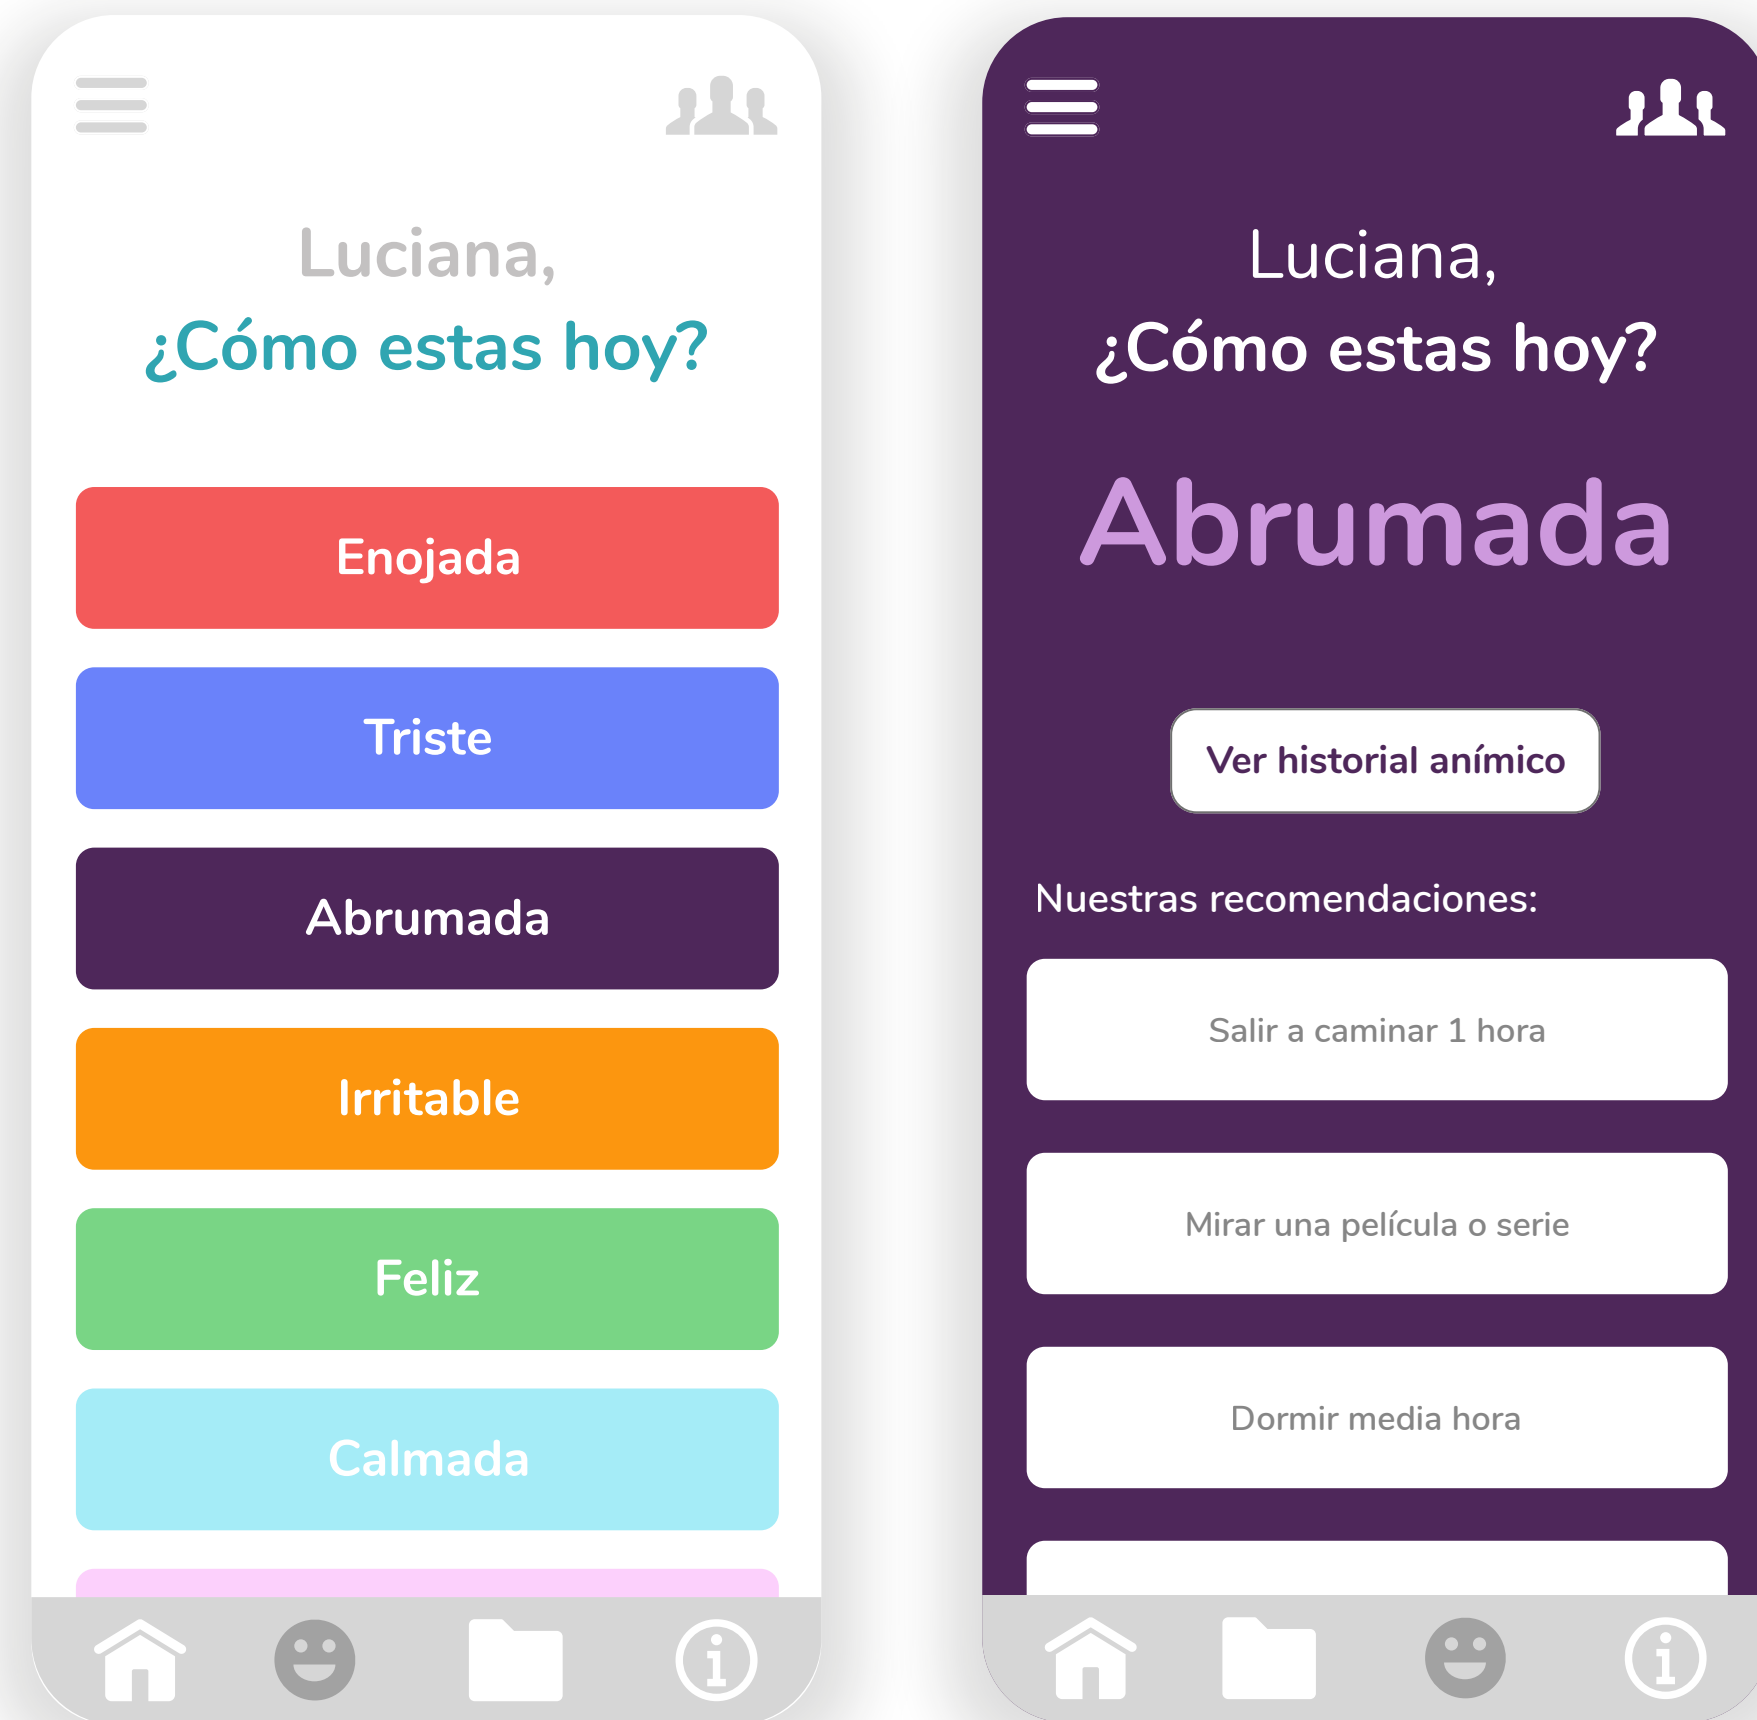 Luciana,
¿Cómo estas hoy?
Enojada
Triste
Abrumada
Irritable
Feliz
Calmada
Luciana,
¿Cómo estas hoy?
Abrumada
Ver historial anímico
Nuestras recomendaciones:
Salir a caminar 1 hora
Mirar una película o serie
Dormir media hora